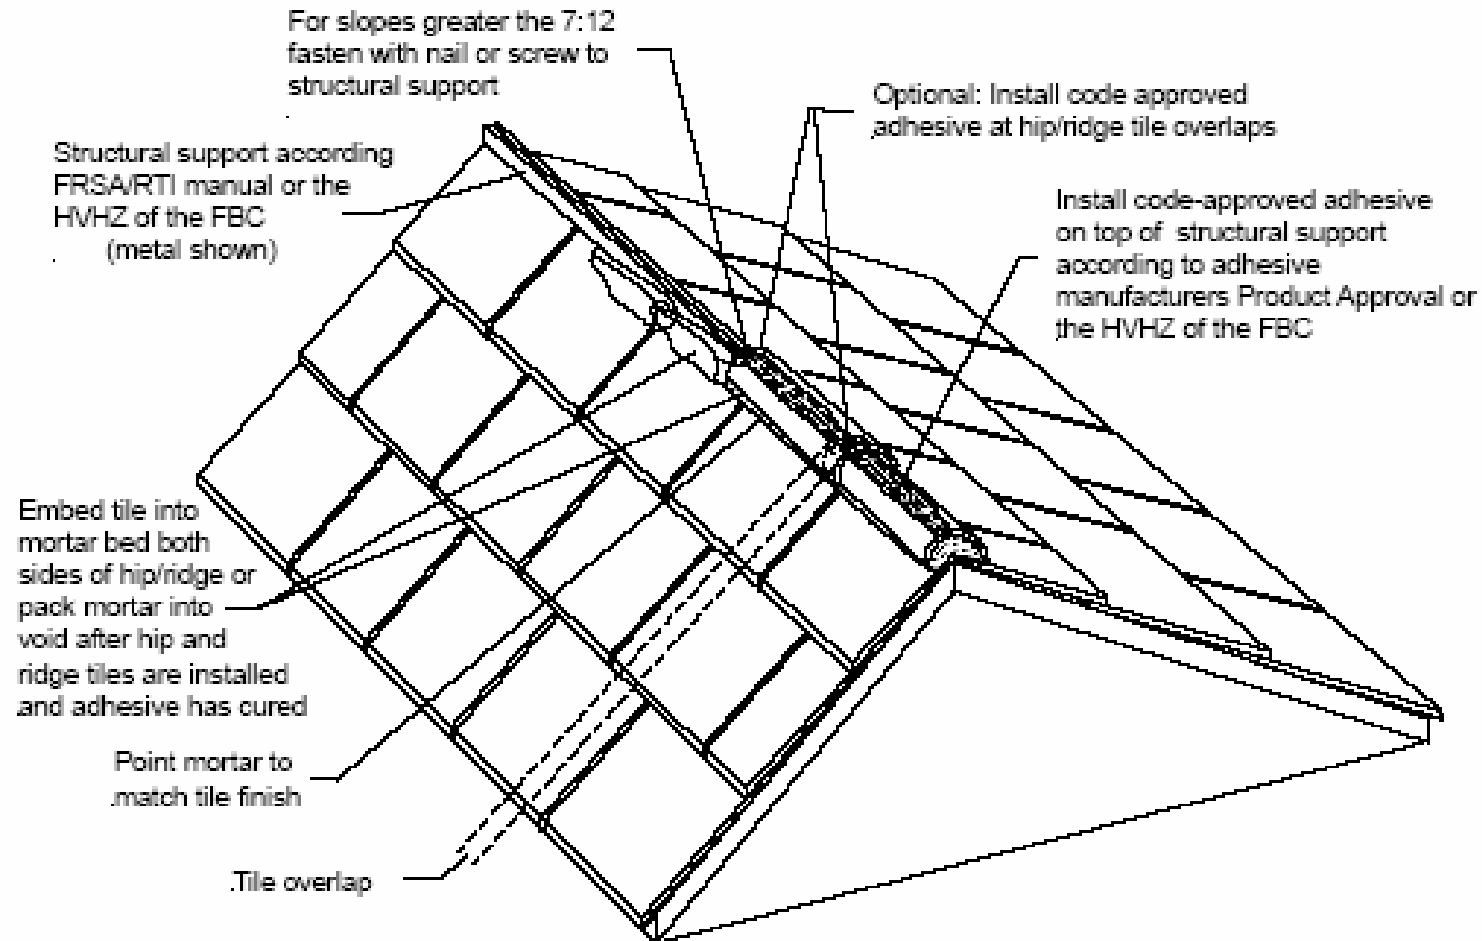 For slopes greater the 7:12
fasten with nail or screw to
structural support
Optional: Install code approved
adhesive at hip/ridge tile overlaps
Structural support according
FRSA/RTI manual or the
HVHZ of the FBC
(metal shown)
Install code-approved adhesive
on top of structural support
according to adhesive
manufacturers Product Approval or
the HVHZ of the FBC
Embed tile into
mortar bed both
sides of hip/ridge or
pack mortar into
void after hip and
ridge tiles are installed
and adhesive has cured
Point mortar to
match tile finish
Tile overlap